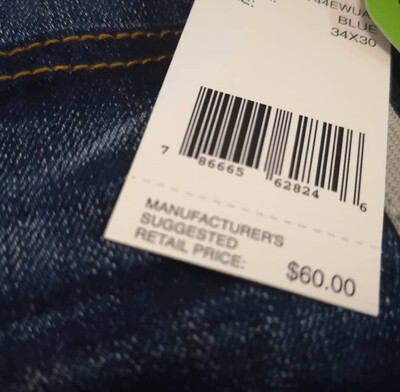 BLUE
34X30
7 86665 62824 6
MANUFACTURER'S
SUGGESTED
RETAIL PRICE:
$60.00